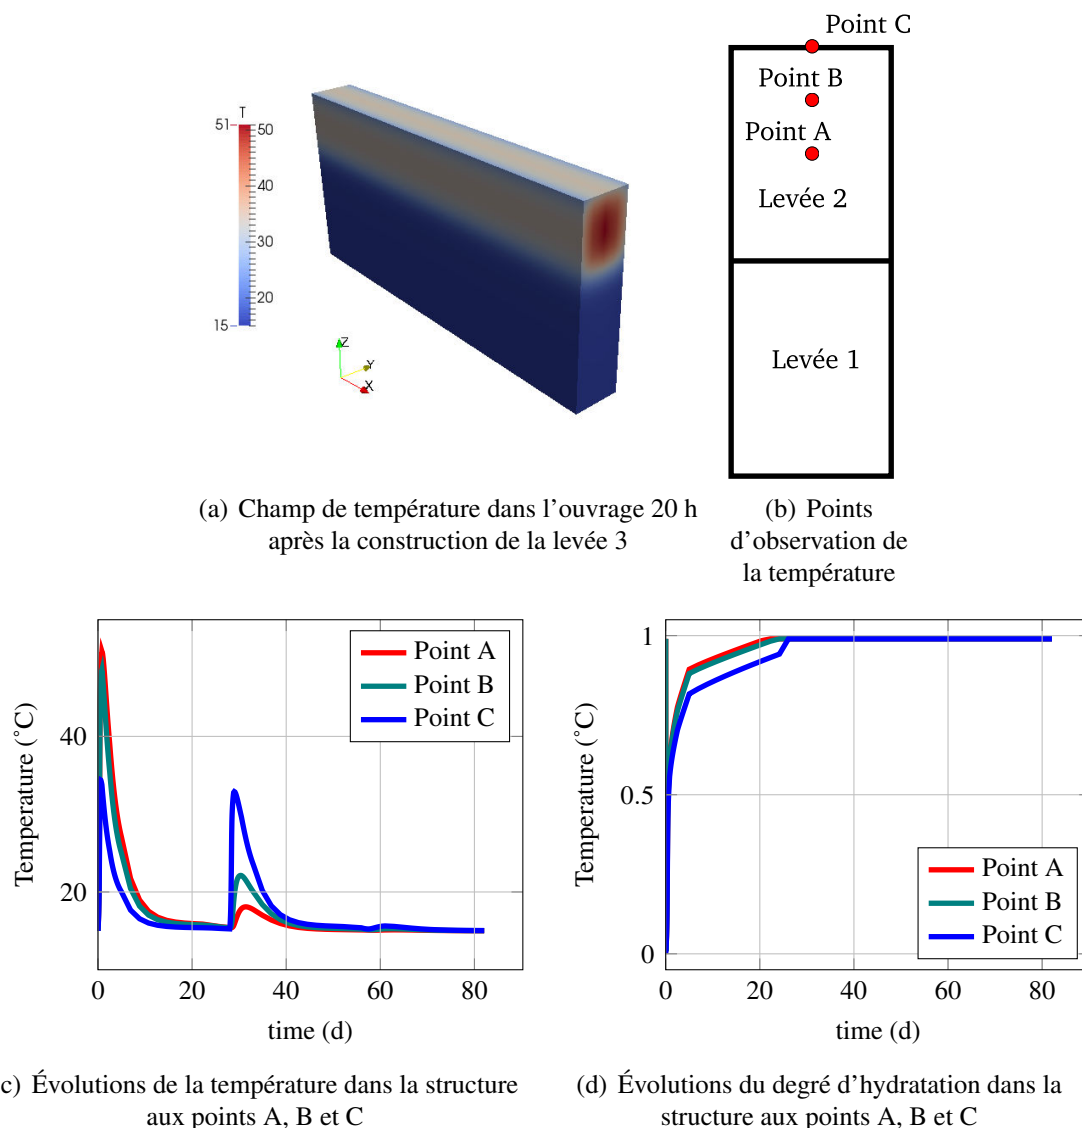 Point C
Point B
Point A
Levée 2
Levée 1
T
51
50
40
30
20
15
Z
Y
X
(a) Champ de température dans l'ouvrage 20 h
après la construction de la levée 3
(b) Points
d'observation de
la température
Point A
Point B
Point C
40
20
0 20 40 60 80
Temperature (˚C)
time (d)
1
0.5
0
0 20 40 60 80
Temperature (˚C)
time (d)
Point A
Point B
Point C
c) Évolutions de la température dans la structure
aux points A, B et C
(d) Évolutions du degré d'hydratation dans la
structure aux points A, B et C